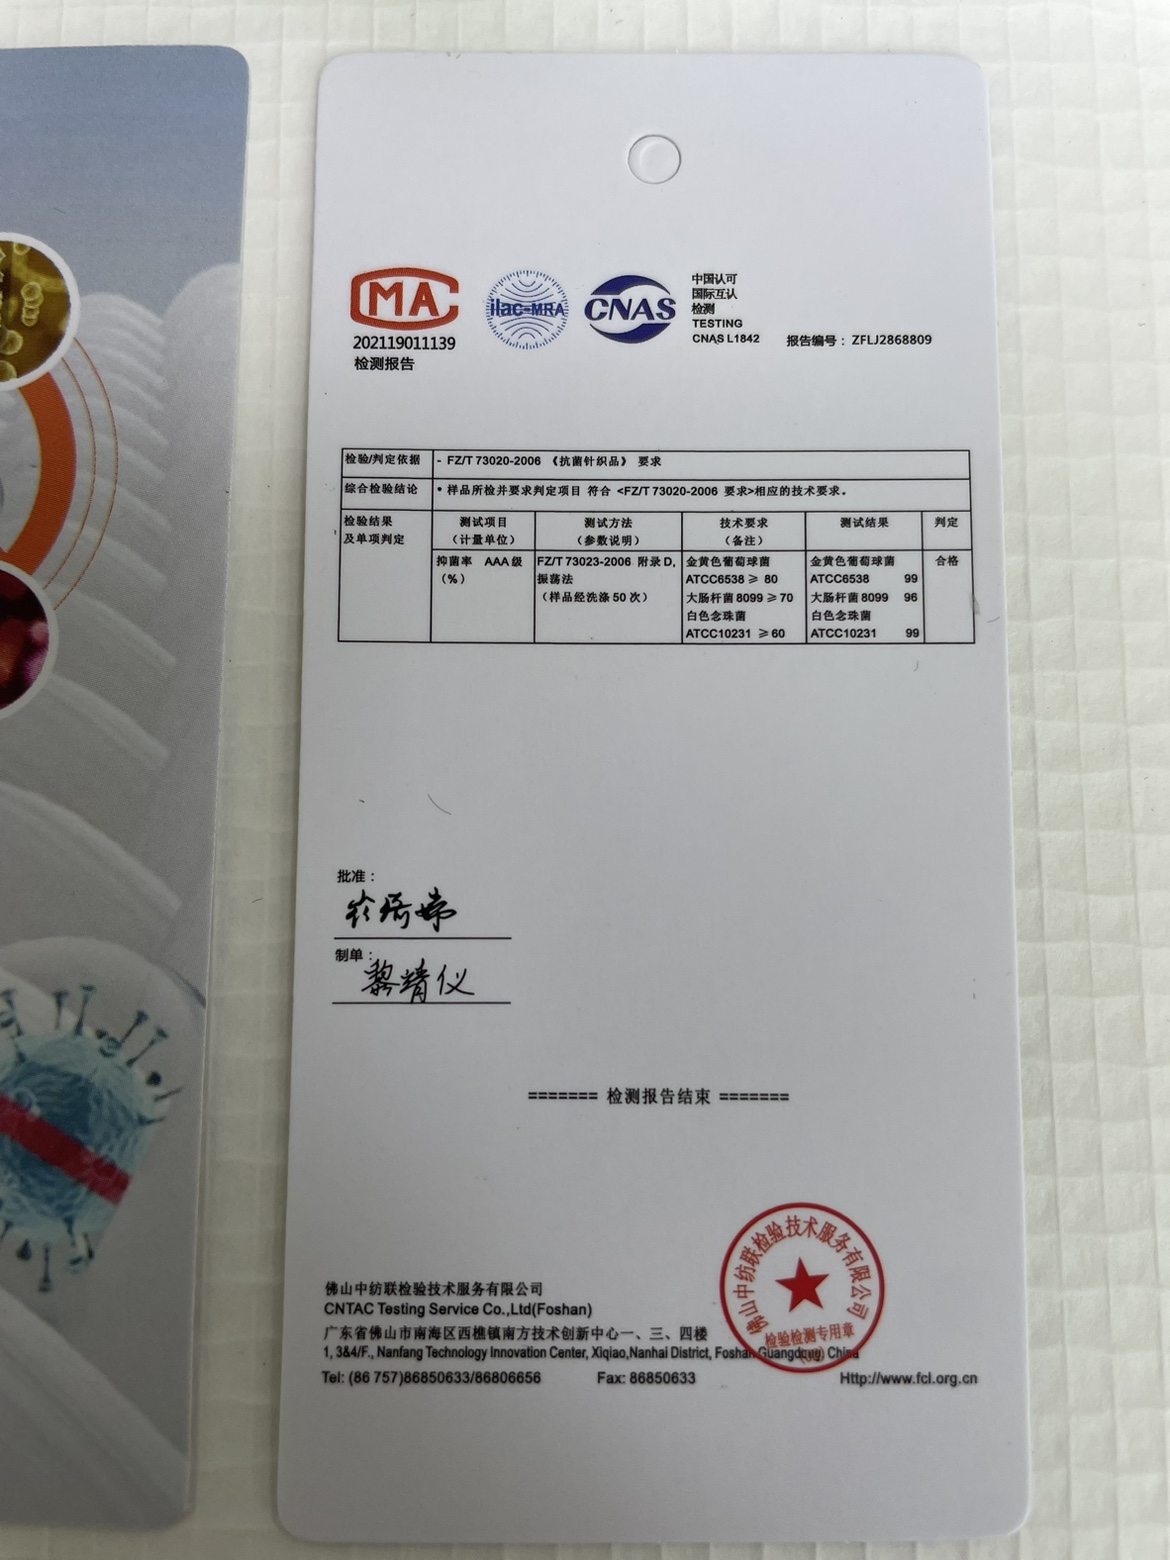 MA
202119011139
检测报告
ilac-MRA
CNAS
中国认可
国际互认
检测
TESTING
CNAS L1842
报告编号： ZFLJ2868809
检验/判定依据 - FZ/T 73020-2006 《抗菌针织品》 要求
综合检验结论 • 样品所检并要求判定项目 符合 <FZ/T 73020-2006 要求>相应的技术要求。
检验结果 测试项目 测试方法 技术要求 测试结果 判定
及单项判定 （计量单位） （参数说明） （备注）
抑菌率 AAA级 FZ/T 73023-2006 附录D, 金黄色葡萄球菌 金黄色葡萄球菌 合格
（%） 振荡法 ATCC6538 ≥ 80 ATCC6538 99
（样品经洗涤50次） 大肠杆菌8099 ≥70 大肠杆菌8099 96
白色念珠菌 白色念珠菌
ATCC10231 ≥60 ATCC10231 99
批准：
制单：
黎精仪
======= 检测报告结束 =======
佛山中纺联检验技术服务有限公司
检验检测专用章
佛山中纺联检验技术服务有限公司
CNTAC Testing Service Co.,Ltd(Foshan)
广东省佛山市南海区西樵镇南方技术创新中心一、三、四楼
1, 3&4/F., Nanfang Technology Innovation Center, Xiqiao,Nanhai District, Foshan Guangdong China
Tel: (86 757)86850633/86806656 Fax: 86850633 Http://www.fcl.org.cn